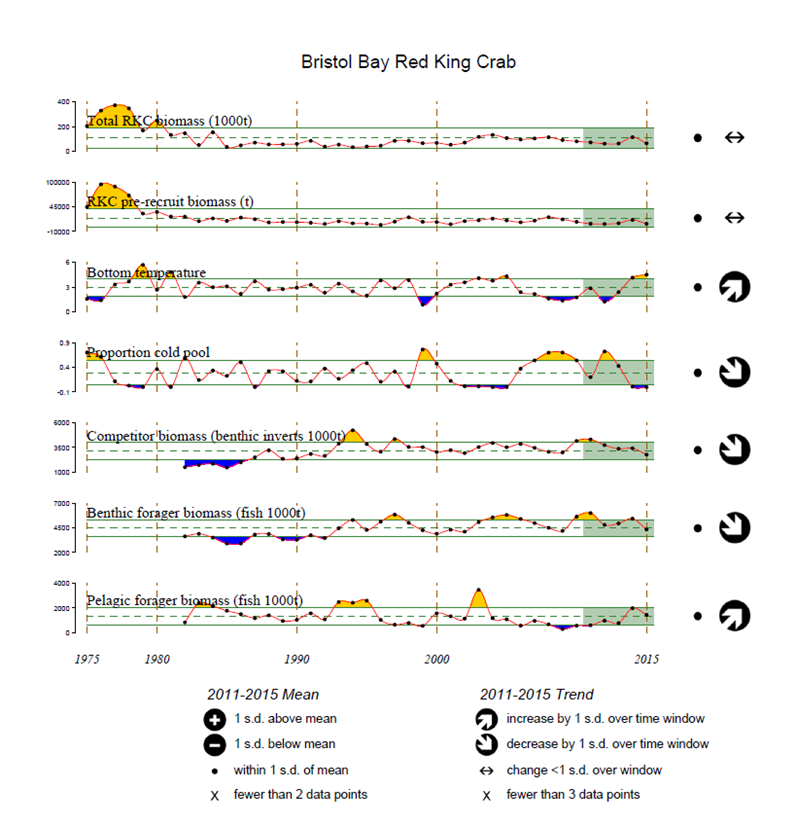 Bristol Bay Red King Crab
400
Total RKC biomass (1000t)
200
0
100000
RKC pre-recruit biomass (t)
45000
-10000
6
Bottom temperature
3
0
0.9
Proportion cold pool
0.4
-0.1
6000
Competitor biomass (benthic inverts 1000t)
3500
1000
7000
Benthic forager biomass (fish 1000t)
4500
2000
4000
Pelagic forager biomass (fish 1000t)
2000
0
1975 1980 1990 2000 2015
2011-2015 Mean 2011-2015 Trend
1 s.d. above mean increase by 1 s.d. over time window
1 s.d. below mean decrease by 1 s.d. over time window
within 1 s.d. of mean change <1 s.d. over window
x fewer than 2 data points x fewer than 3 data points